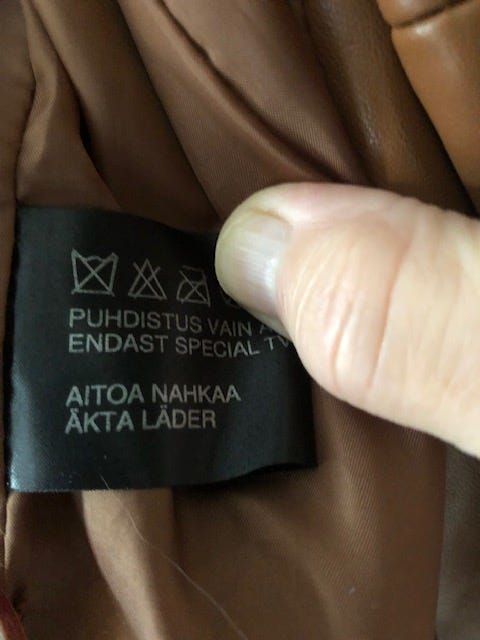 PUHDISTUS VAIN
ENDAST SPECIAL
AITOA NAHKAA
ÄKTA LÄDER